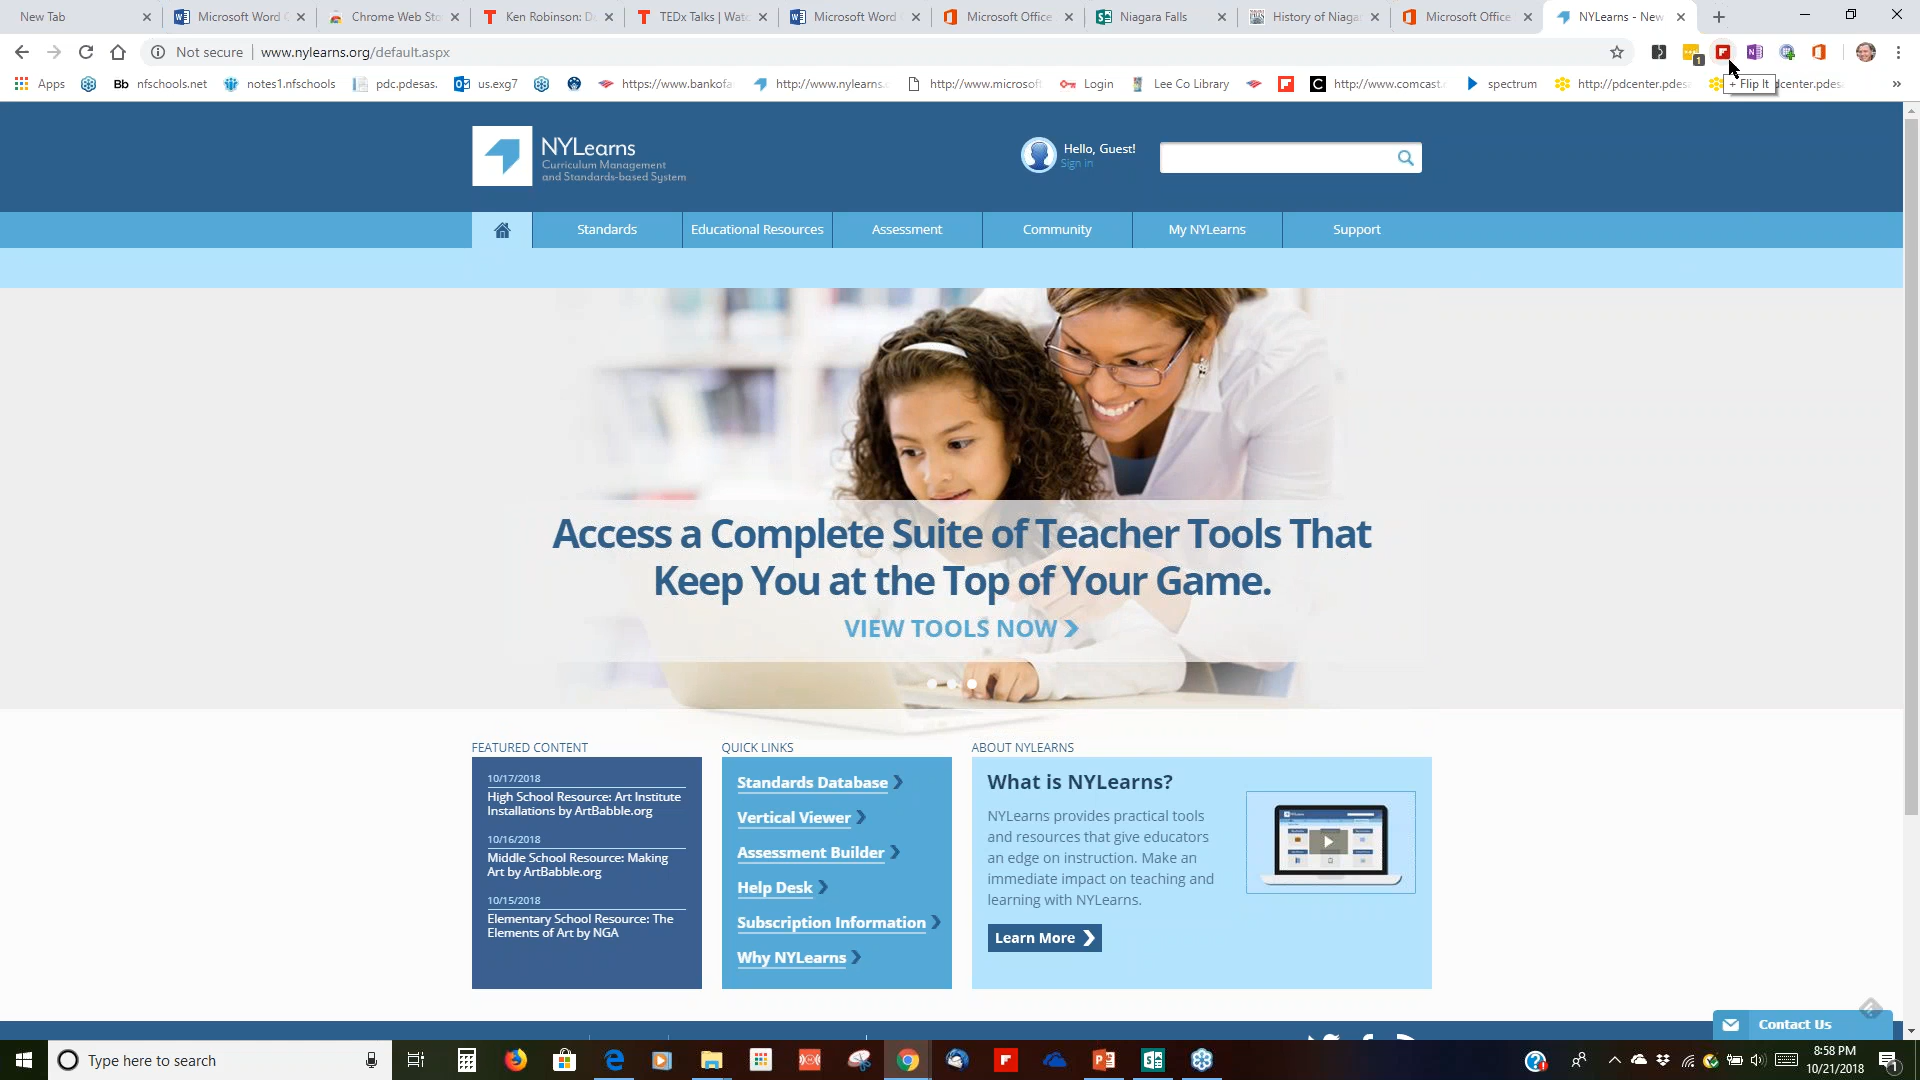 New Tab
Microsoft Word
Chrome Web Sto
Ken Robinson:
TEDx Talks | Wat
Microsoft Word
Microsoft Office
Niagara Falls
History of Niagar
Microsoft Office
NYLearns - New
Not secure | www.nylearns.org/default.aspx
1
Apps
Bb nfschools.net
notes1.nfschools
pdc.pdesas.
us.exg7
https://www.bankofa
http://www.nylearns.
http://www.microsoft
Login
Lee Co Library
http://www.comcast.
spectrum
http://pdcenter.pdes
+ Flip It
dcenter.pdes
»
NYLearns
Curriculum Management
and Standards-based System
Hello, Guest!
Sign in
Standards
Educational Resources
Assessment
Community
My NYLearns
Support
Access a Complete Suite of Teacher Tools That
Keep You at the Top of Your Game.
VIEW TOOLS NOW
FEATURED CONTENT
10/17/2018
High School Resource: Art Institute
Installations by ArtBabble.org
10/16/2018
Middle School Resource: Making
Art by ArtBabble.org
10/15/2018
Elementary School Resource: The
Elements of Art by NGA
QUICK LINKS
Standards Database
Vertical Viewer
Assessment Builder
Help Desk
Subscription Information
Why NYLearns
ABOUT NYLEARNS
What is NYLearns?
NYLearns provides practical tools
and resources that give educators
an edge on instruction. Make an
immediate impact on teaching and
learning with NYLearns.
Learn More
Contact Us
Type here to search
8:58 PM
10/21/2018
1